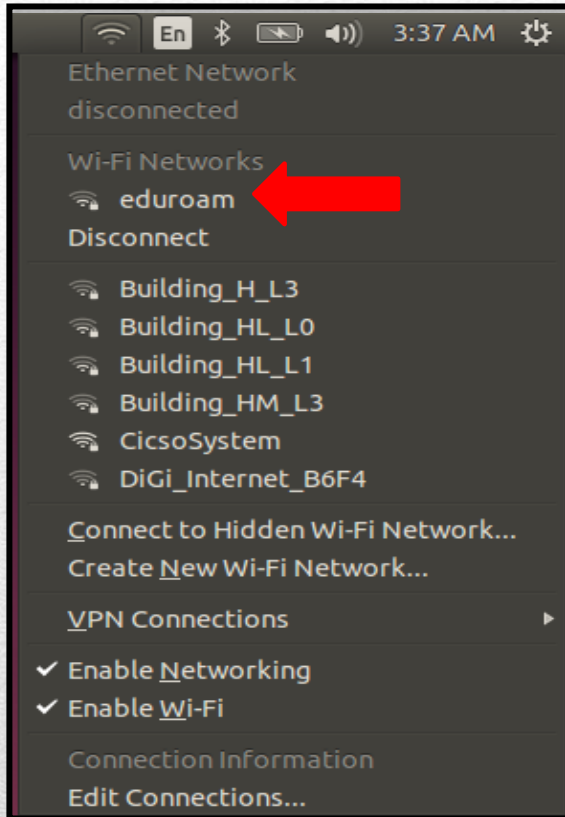 En 3:37 AM
Ethernet Network
disconnected
Wi-Fi Networks
eduroam
Disconnect
Building_H_L3
Building_HL_L0
Building_HL_L1
Building_HM_L3
CicsoSystem
DiGi_Internet_B6F4
Connect to Hidden Wi-Fi Network...
Create New Wi-Fi Network...
VPN Connections
Enable Networking
Enable Wi-Fi
Connection Information
Edit Connections...